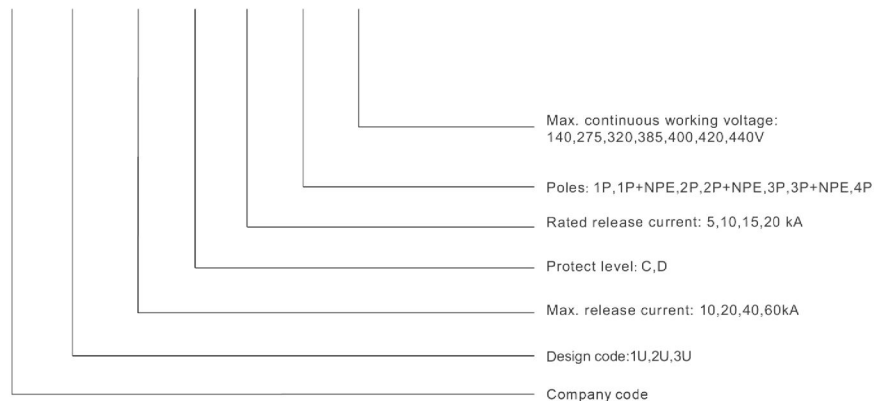 Max. continuous working voltage:
140,275,320,385,400,420,440V
Poles: 1P,1P+NPE,2P,2P+NPE,3P,3P+NPE,4P
Rated release current: 5,10,15,20 kA
Protect level: C,D
Max. release current: 10,20,40,60kA
Design code:1U,2U,3U
Company code